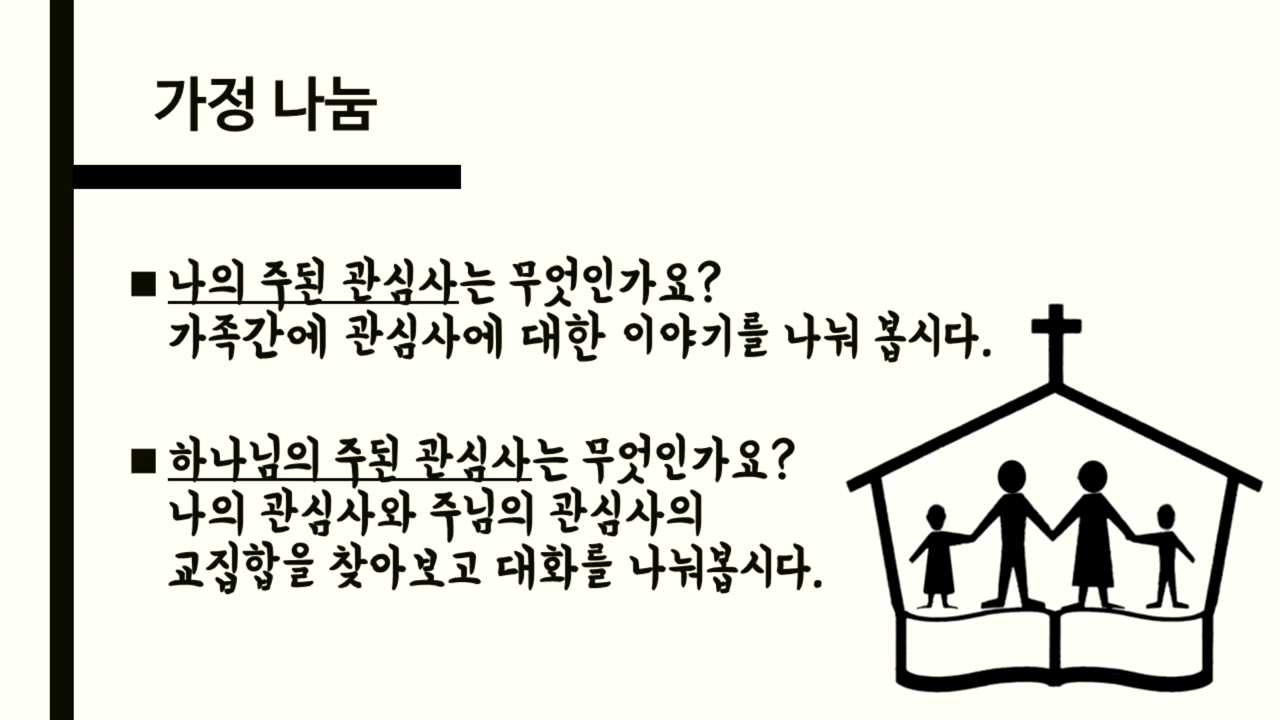 가정 나눔
■ 나의 주된 관심사는 무엇인가요?
가족간에 관심사에 대한 이야기를 나눠 봅시다.
■ 하나님의 주된 관심사는 무엇인가요?
나의 관심사와 주님의 관심사의
교집합을 찾아보고 대화를 나눠봅시다.